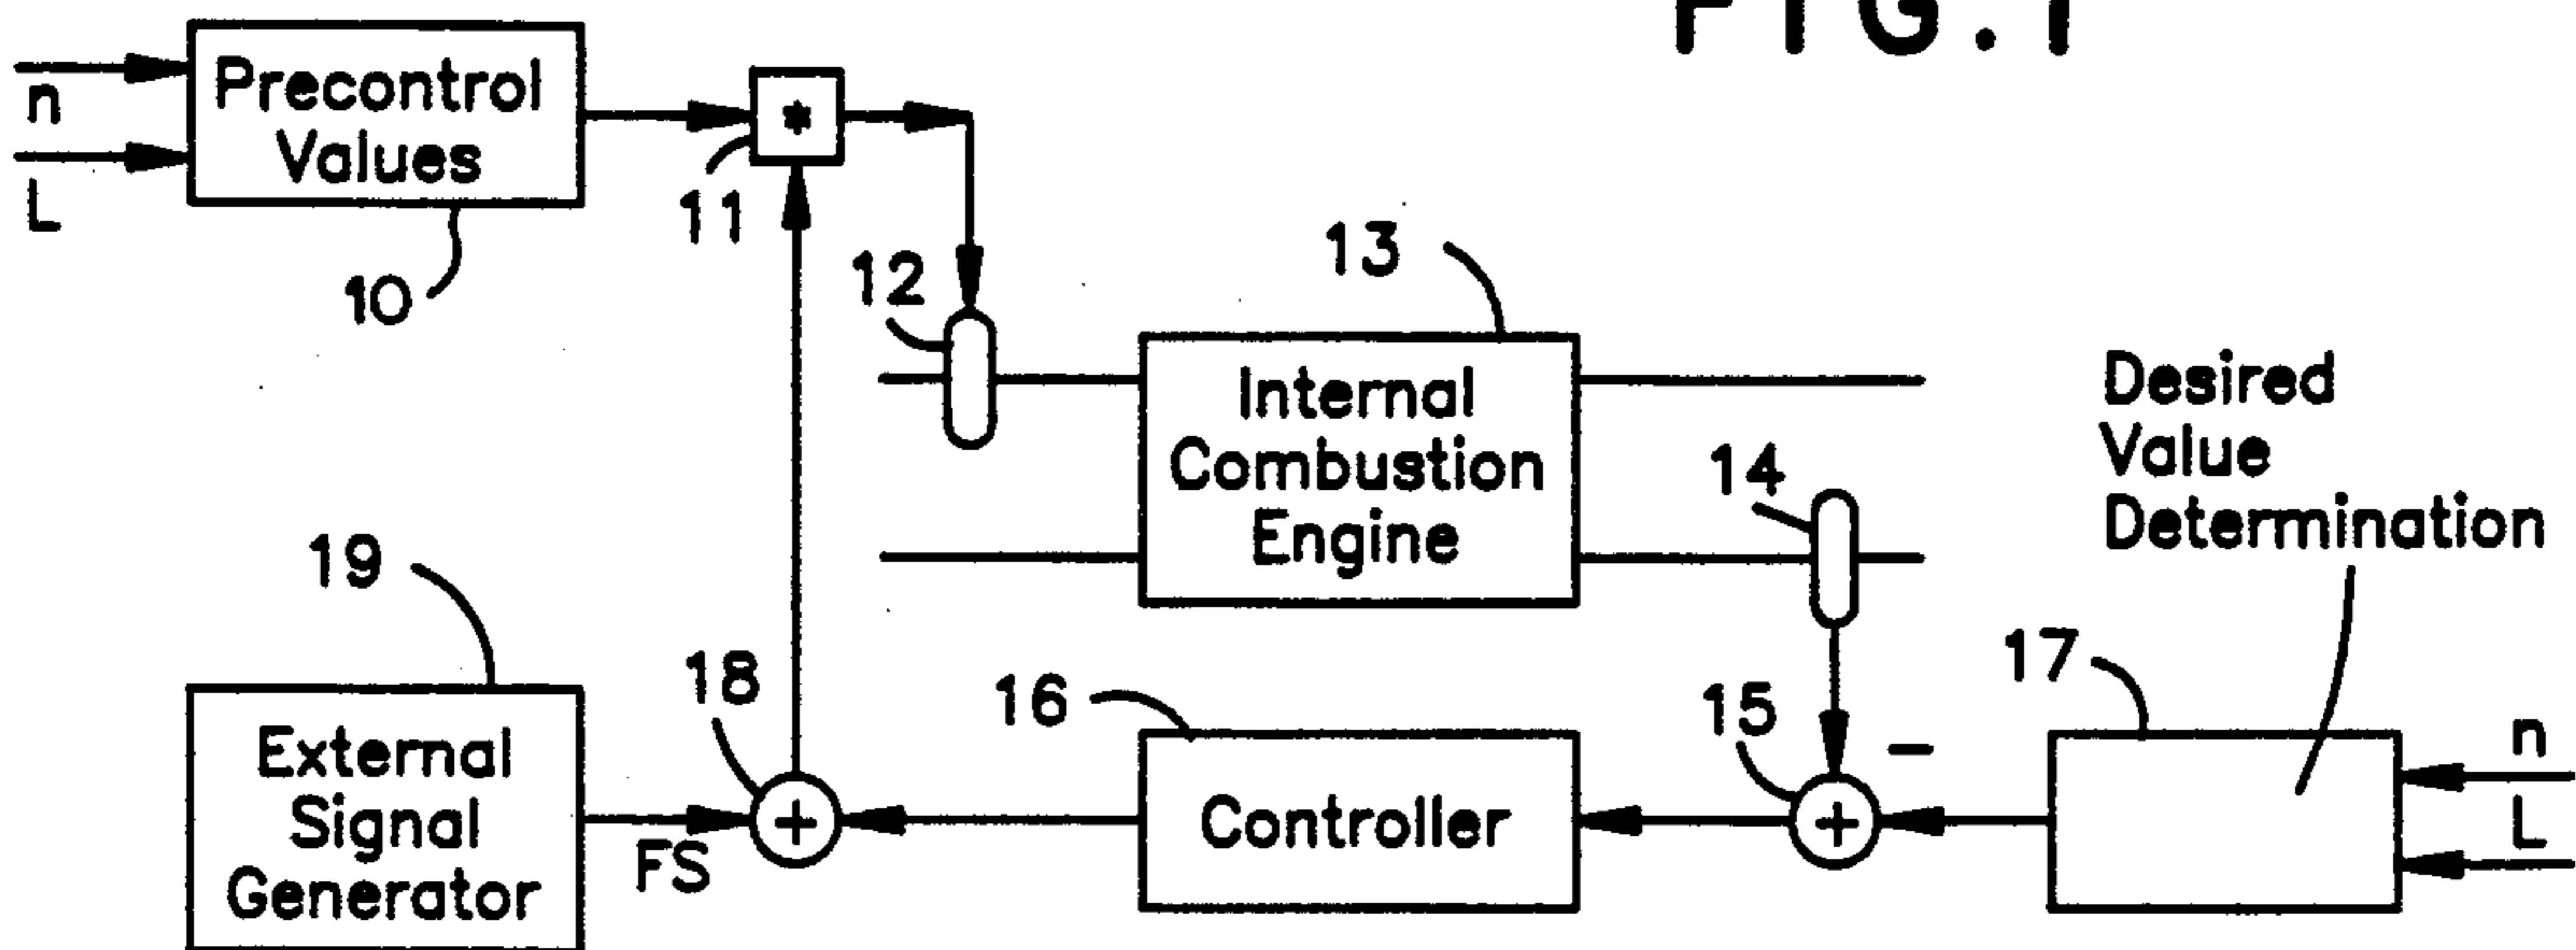 FIG.1
n
L
Precontrol
Values
10
*
11
12
13
Internal
Combustion
Engine
14
Desired
Value
Determination
19
External
Signal
Generator
FS
18
+
16
Controller
15
+
−
17
n
L